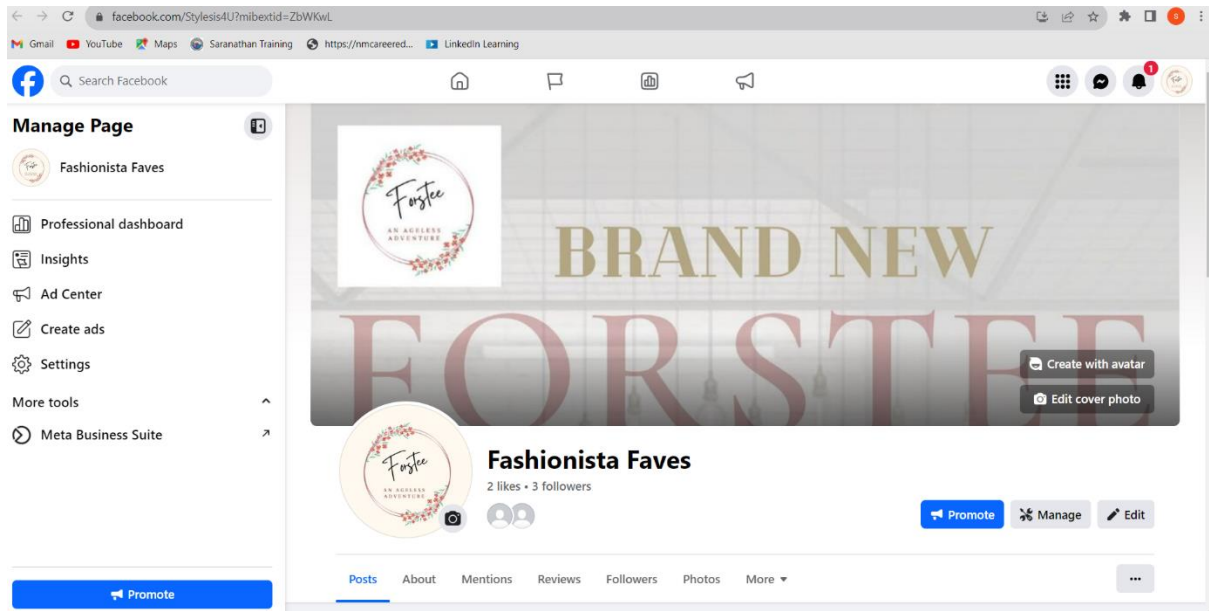 facebook.com/Stylesis4U?mibextid=ZbWKwL
Gmail YouTube Maps Saranathan Training https://nmcareered... LinkedIn Learning
Search Facebook
1
Manage Page
Fashionista Faves
Professional dashboard
Insights
Ad Center
Create ads
Settings
More tools
Meta Business Suite
Promote
Forstee
AN AGELESS
ADVENTURE
BRAND NEW
FORSTEE
Create with avatar
Edit cover photo
Forstee
AN AGELESS
ADVENTURE
Fashionista Faves
2 likes • 3 followers
Promote Manage Edit
Posts About Mentions Reviews Followers Photos More